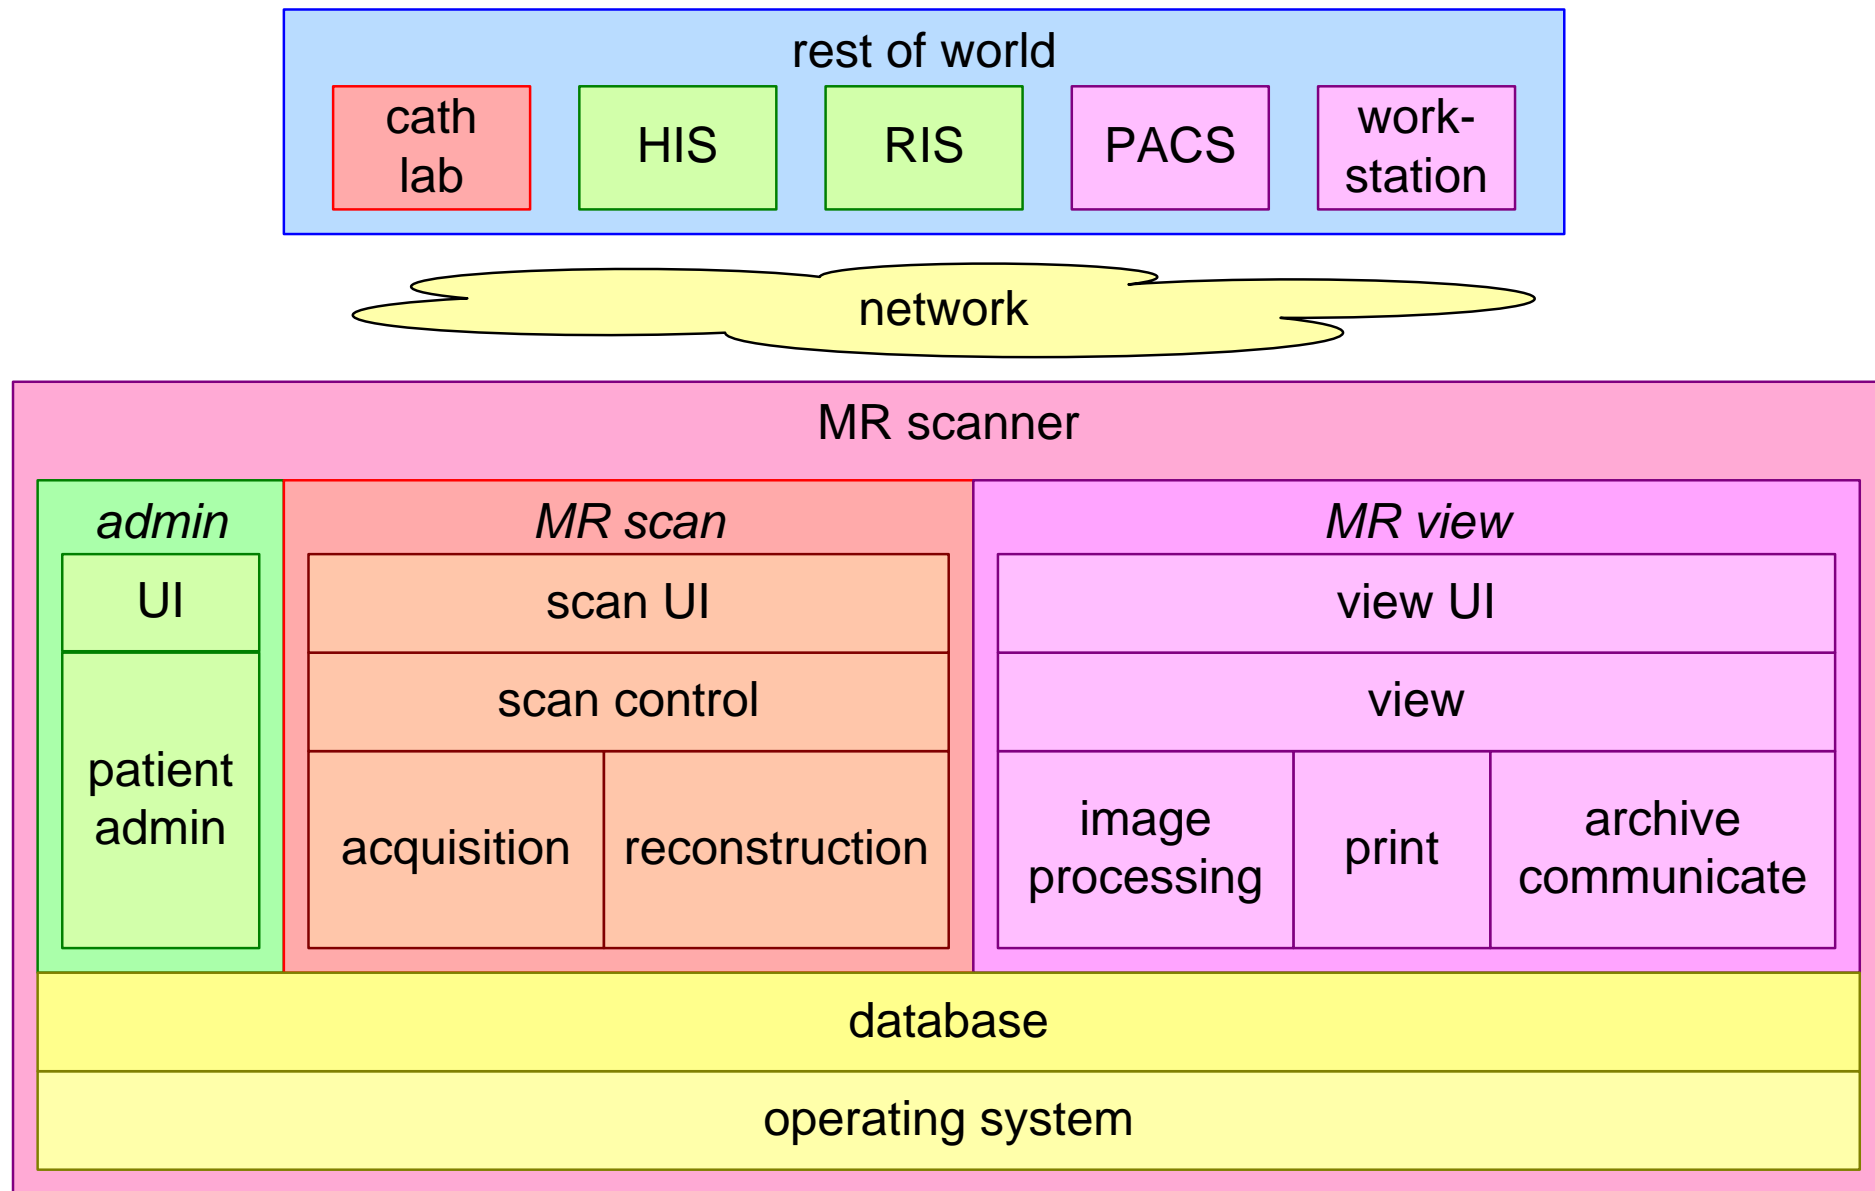 rest of world
cath
lab
HIS
RIS
PACS
work-
station
network
MR scanner
admin
UI
patient
admin
MR scan
scan UI
scan control
acquisition
reconstruction
MR view
view UI
view
image
processing
print
archive
communicate
database
operating system